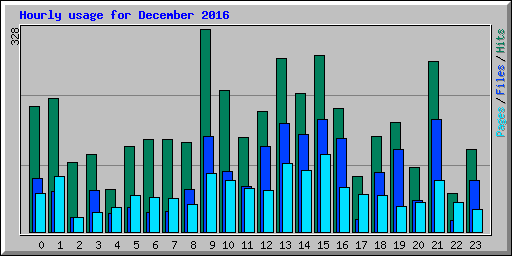 Hourly usage for December 2016
328
Pages/Files/Hits
0 1 2 3 4 5 6 7 8 9 10 11 12 13 14 15 16 17 18 19 20 21 22 23